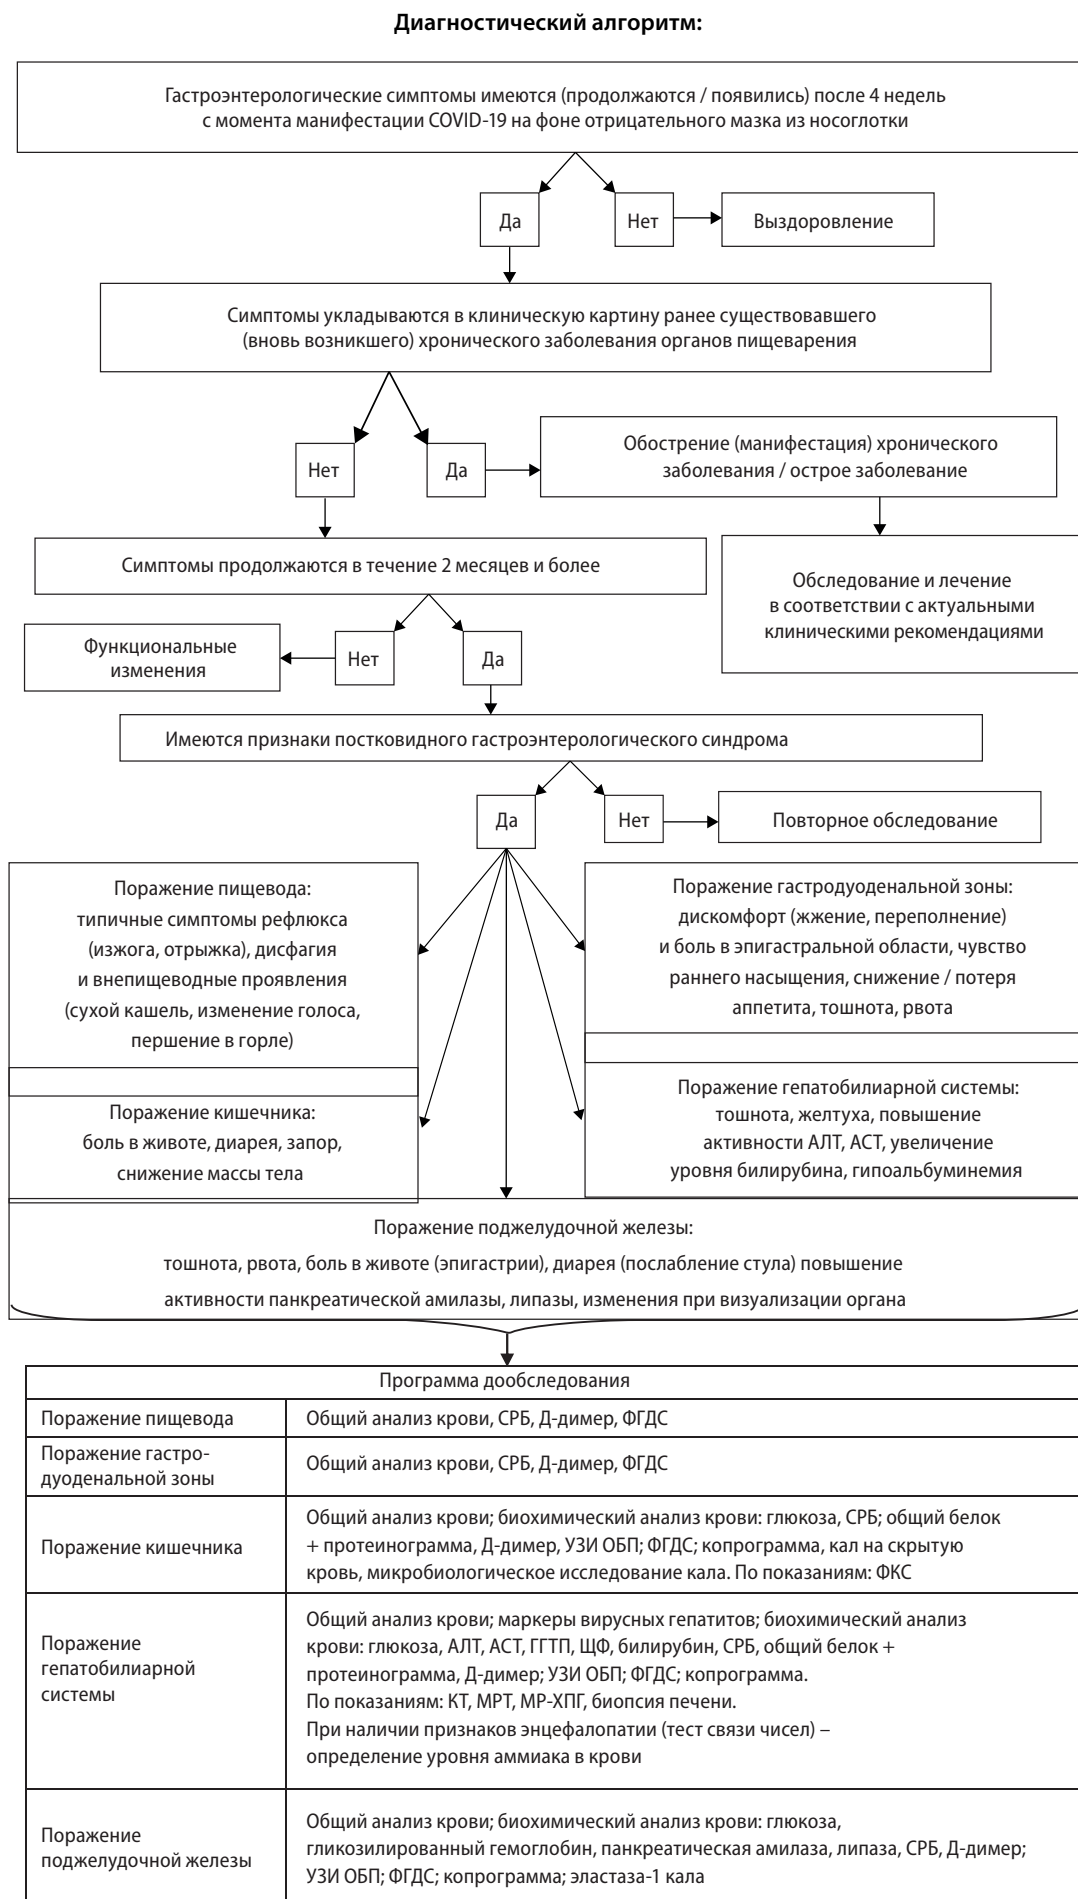 Диагностический алгоритм:
Гастроэнтерологические симптомы имеются (продолжаются / появились) после 4 недель
с момента манифестации COVID-19 на фоне отрицательного мазка из носоглотки
Да
Нет
Выздоровление
Симптомы укладываются в клиническую картину ранее существовавшего
(вновь возникшего) хронического заболевания органов пищеварения
Нет
Да
Обострение (манифестация) хронического
заболевания / острое заболевание
Симптомы продолжаются в течение 2 месяцев и более
Обследование и лечение
в соответствии с актуальными
клиническими рекомендациями
Функциональные
изменения
Нет
Да
Имеются признаки постковидного гастроэнтерологического синдрома
Да
Нет
Повторное обследование
Поражение пищевода:
типичные симптомы рефлюкса
(изжога, отрыжка), дисфагия
и внепищеводные проявления
(сухой кашель, изменение голоса,
першение в горле)
Поражение гастродуоденальной зоны:
дискомфорт (жжение, переполнение)
и боль в эпигастральной области, чувство
раннего насыщения, снижение / потеря
аппетита, тошнота, рвота
Поражение кишечника:
боль в животе, диарея, запор,
снижение массы тела
Поражение гепатобилиарной системы:
тошнота, желтуха, повышение
активности АЛТ, АСТ, увеличение
уровня билирубина, гипоальбуминемия
Поражение поджелудочной железы:
тошнота, рвота, боль в животе (эпигастрии), диарея (послабление стула) повышение
активности панкреатической амилазы, липазы, изменения при визуализации органа
Программа дообследования
Поражение пищевода
Общий анализ крови, СРБ, Д-димер, ФГДС
Поражение гастро-
дуоденальной зоны
Общий анализ крови, СРБ, Д-димер, ФГДС
Поражение кишечника
Общий анализ крови; биохимический анализ крови: глюкоза, СРБ; общий белок
+ протеинограмма, Д-димер, УЗИ ОБП; ФГДС; копрограмма, кал на скрытую
кровь, микробиологическое исследование кала. По показаниям: ФКС
Поражение
гепатобилиарной
системы
Общий анализ крови; маркеры вирусных гепатитов; биохимический анализ
крови: глюкоза, АЛТ, АСТ, ГГТП, ЩФ, билирубин, СРБ, общий белок +
протеинограмма, Д-димер; УЗИ ОБП; ФГДС; копрограмма.
По показаниям: КТ, МРТ, МР-ХПГ, биопсия печени.
При наличии признаков энцефалопатии (тест связи чисел) –
определение уровня аммиака в крови
Поражение
поджелудочной железы
Общий анализ крови; биохимический анализ крови: глюкоза,
гликозилированный гемоглобин, панкреатическая амилаза, липаза, СРБ, Д-димер;
УЗИ ОБП; ФГДС; копрограмма; эластаза-1 кала